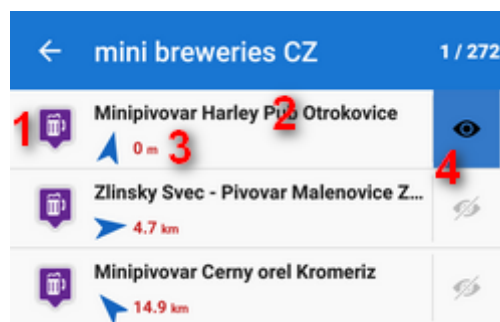 mini breweries CZ 1 / 272
1 Minipivovar Harley Pub Otrokovice 2
0 m 3
4
Zlinsky Svec - Pivovar Malenovice Z...
4.7 km
Minipivovar Cerny orel Kromeriz
14.9 km